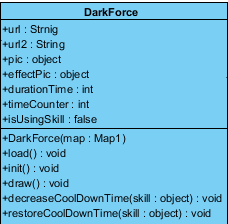 DarkForce
+url : Strnig
+url2 : String
+pic : object
+effectPic : object
+durationTime : int
+timeCounter : int
+isUsingSkill : false
+DarkForce(map : Map1)
+load() : void
+init() : void
+draw() : void
+decreaseCoolDownTime(skill : object) : void
+restoreCoolDownTime(skill : object) : void